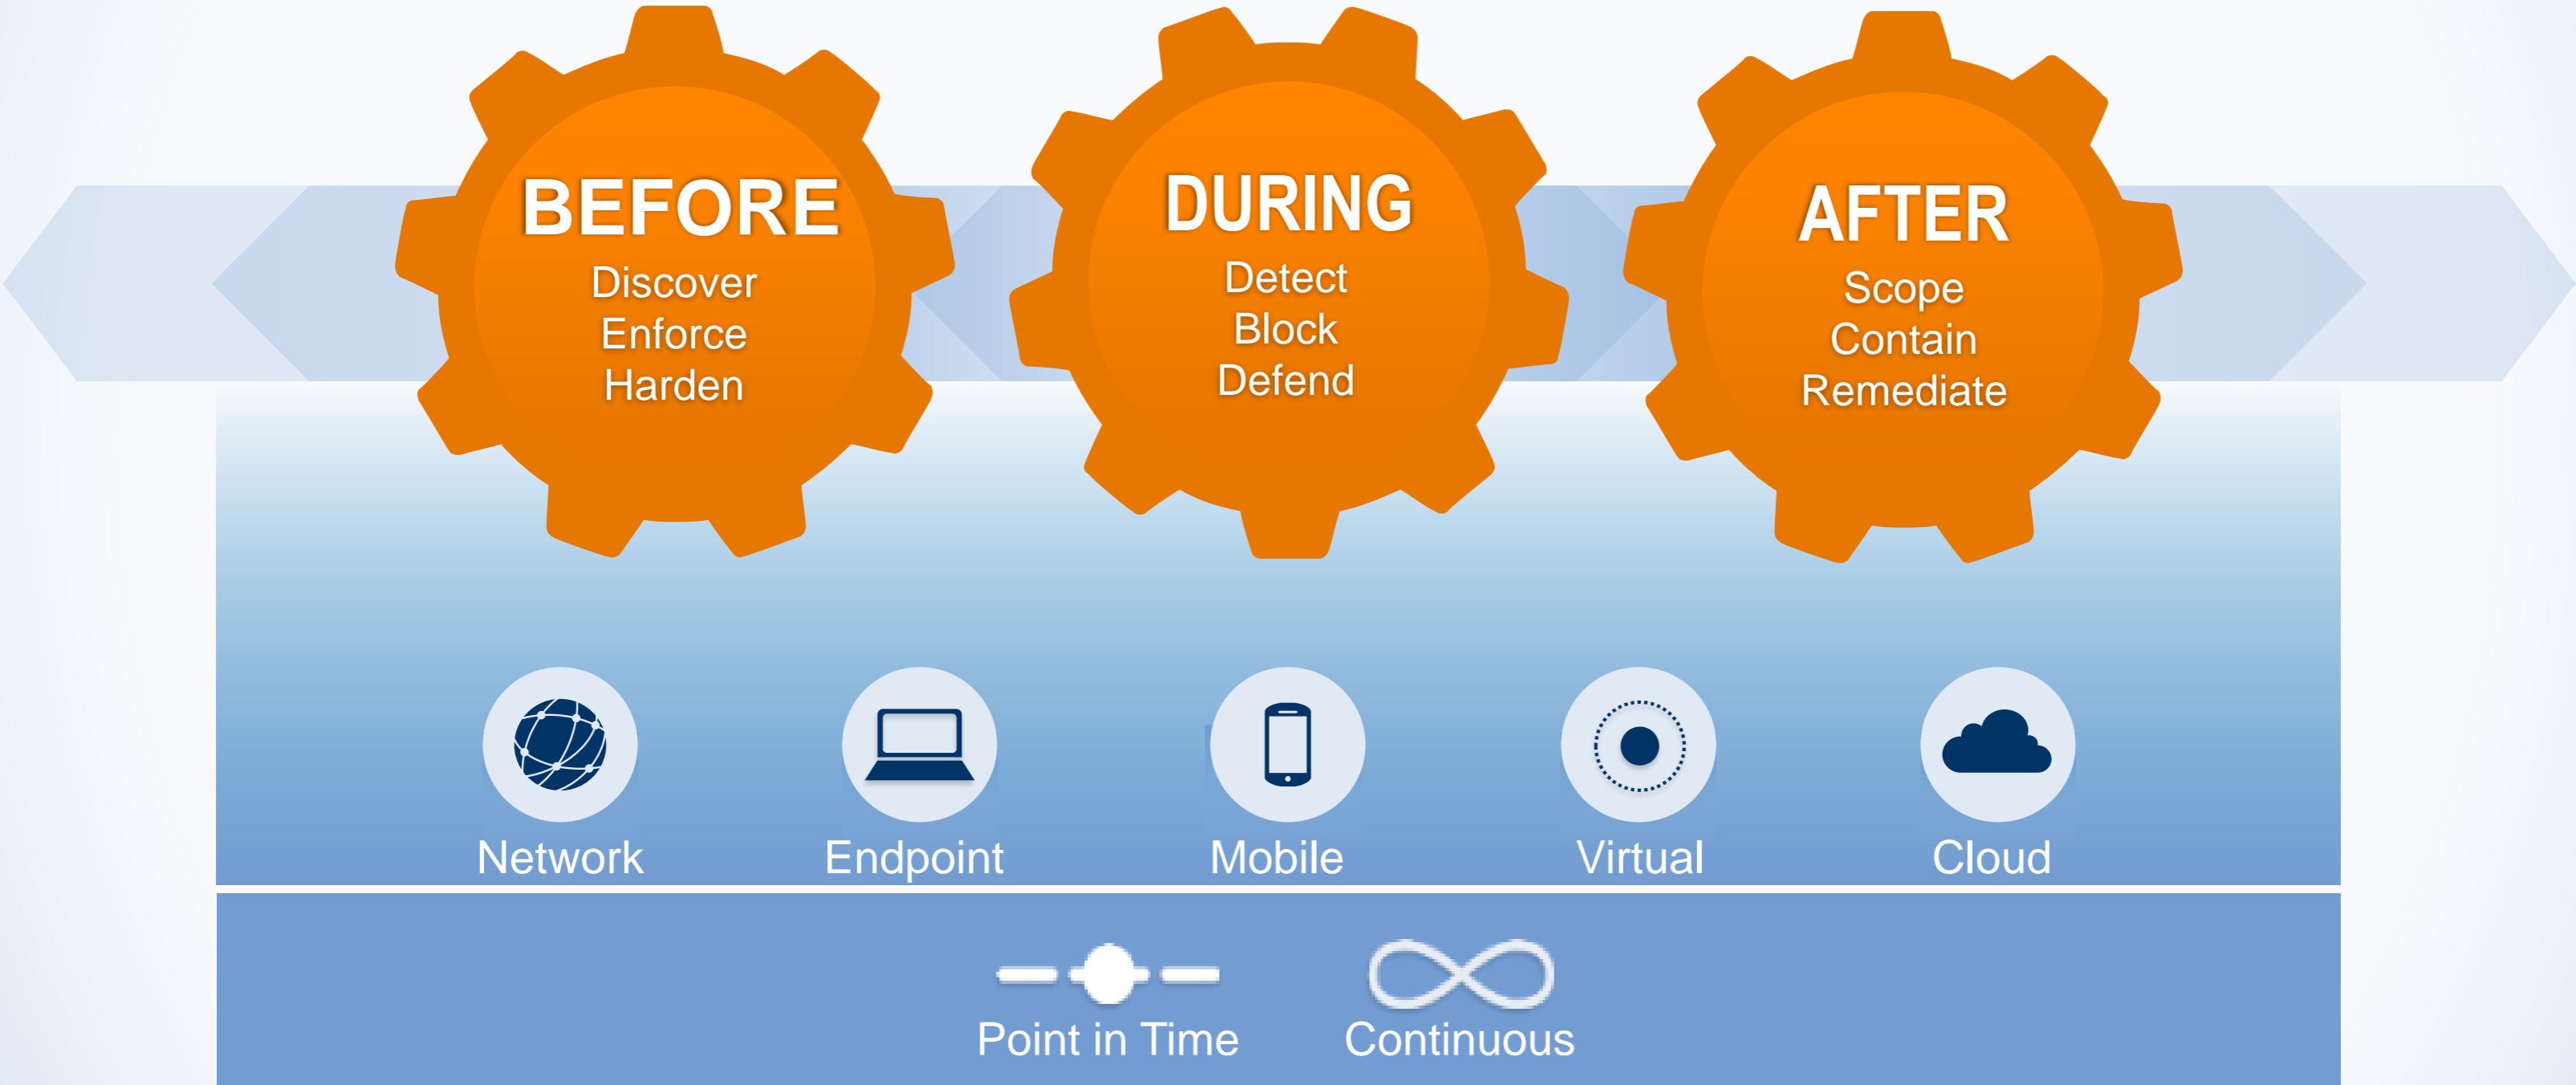 BEFORE
Discover
Enforce
Harden
DURING
Detect
Block
Defend
AFTER
Scope
Contain
Remediate
Network
Endpoint
Mobile
Virtual
Cloud
Point in Time
Continuous